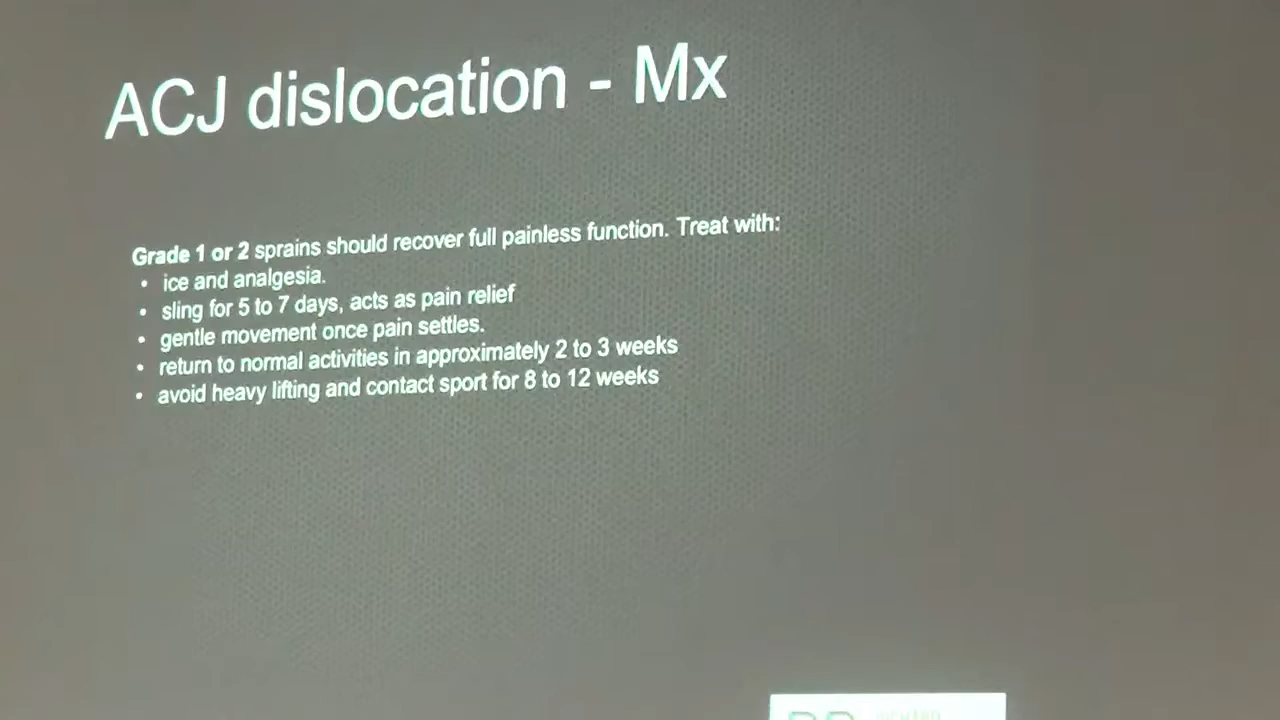 ACJ dislocation - Mx
Grade 1 or 2 sprains should recover full painless function. Treat with:
• ice and analgesia.
• sling for 5 to 7 days, acts as pain relief
• gentle movement once pain settles.
• return to normal activities in approximately 2 to 3 weeks
• avoid heavy lifting and contact sport for 8 to 12 weeks